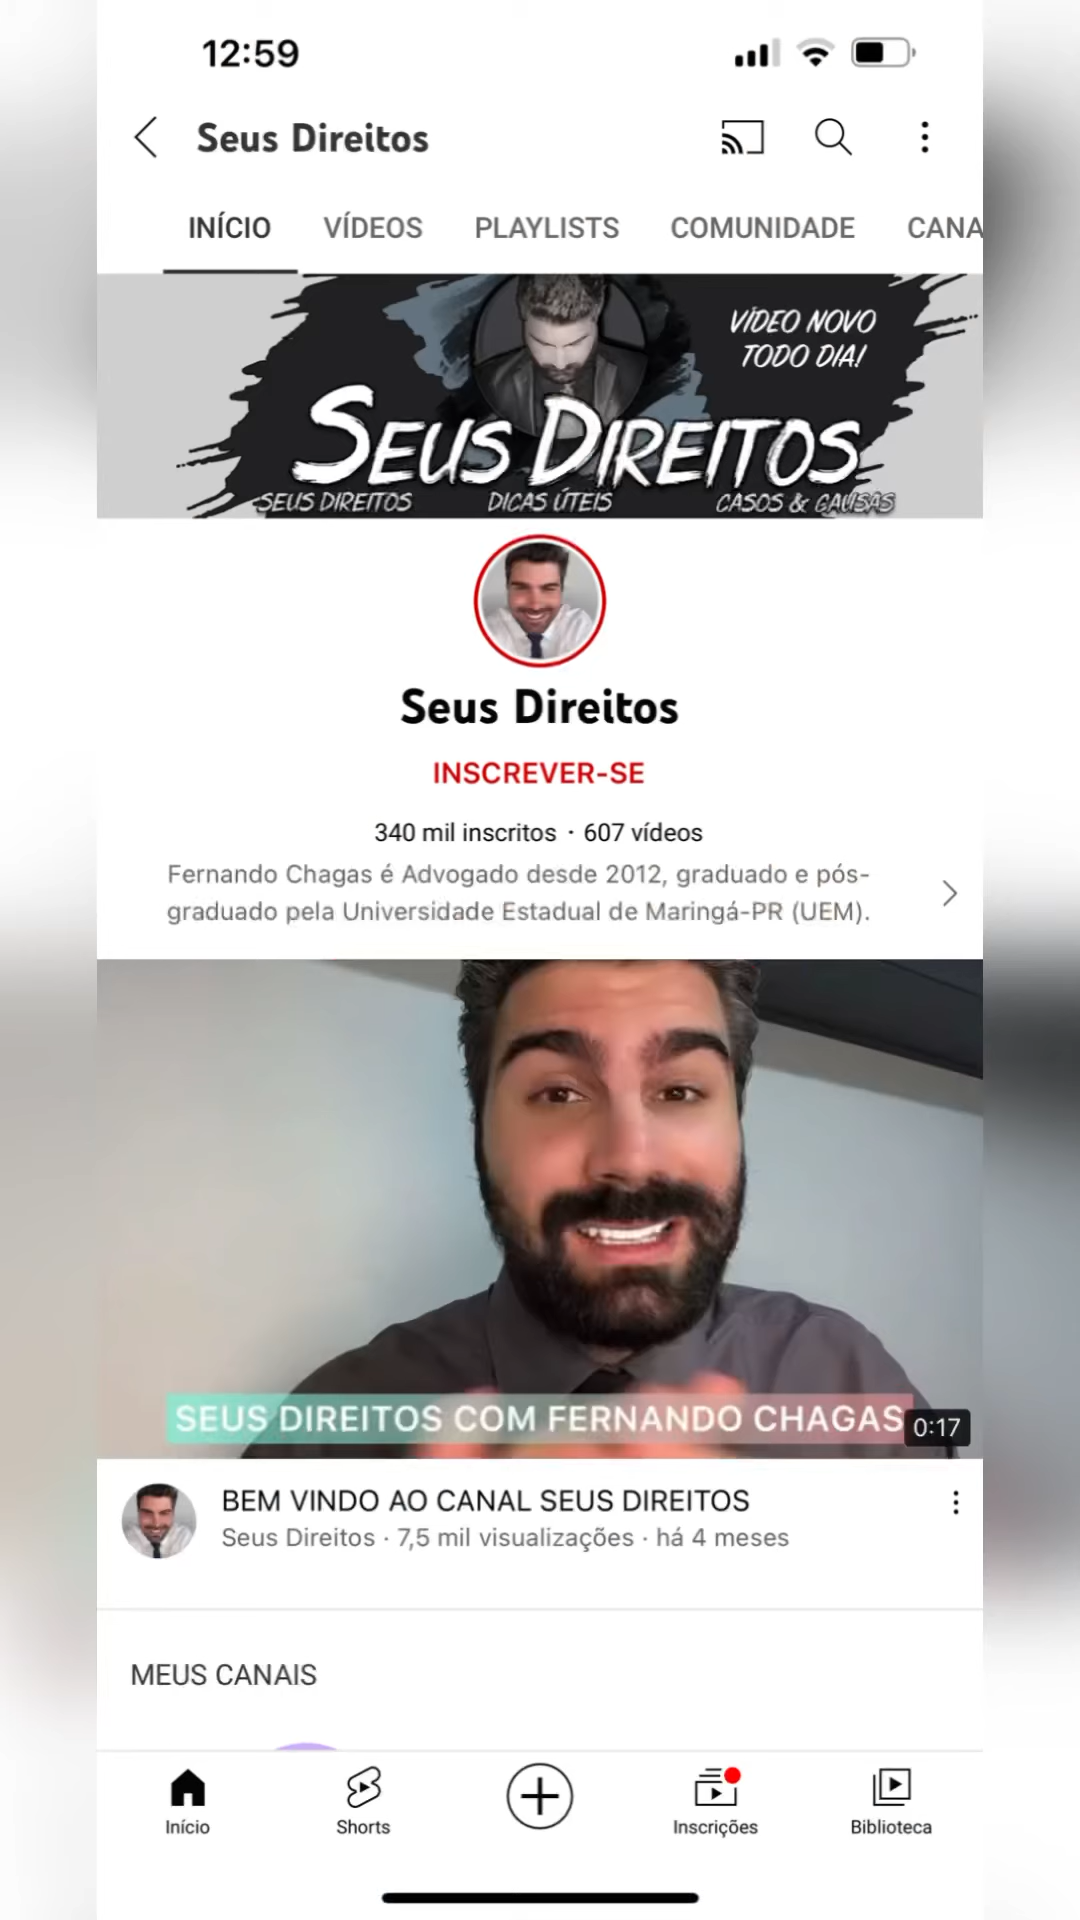 12:59
Seus Direitos
INÍCIO VÍDEOS PLAYLISTS COMUNIDADE CANA
VÍDEO NOVO
TODO DIA!
SEUS DIREITOS
SEUS DIREITOS DICAS ÚTEIS CASOS & CAUSAS
Seus Direitos
INSCREVER-SE
340 mil inscritos · 607 vídeos
Fernando Chagas é Advogado desde 2012, graduado e pós-
graduado pela Universidade Estadual de Maringá-PR (UEM).
SEUS DIREITOS COM FERNANDO CHAGAS
0:17
BEM VINDO AO CANAL SEUS DIREITOS
Seus Direitos · 7,5 mil visualizações · há 4 meses
MEUS CANAIS
Início Shorts Inscrições Biblioteca